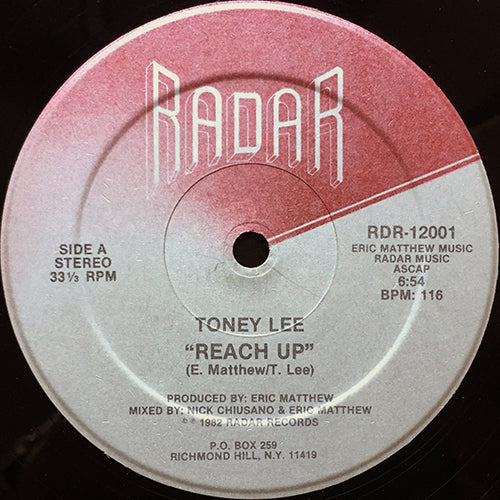 RADAR
SIDE A
STEREO
33⅓ RPM
RDR-12001
ERIC MATTHEW MUSIC
RADAR MUSIC
ASCAP
6:54
BPM: 116
TONEY LEE
"REACH UP"
(E. Matthew/T. Lee)
PRODUCED BY: ERIC MATTHEW
MIXED BY: NICK CHIUSANO & ERIC MATTHEW
© ℗ 1982 RADAR RECORDS
P.O. BOX 259
RICHMOND HILL, N.Y. 11419